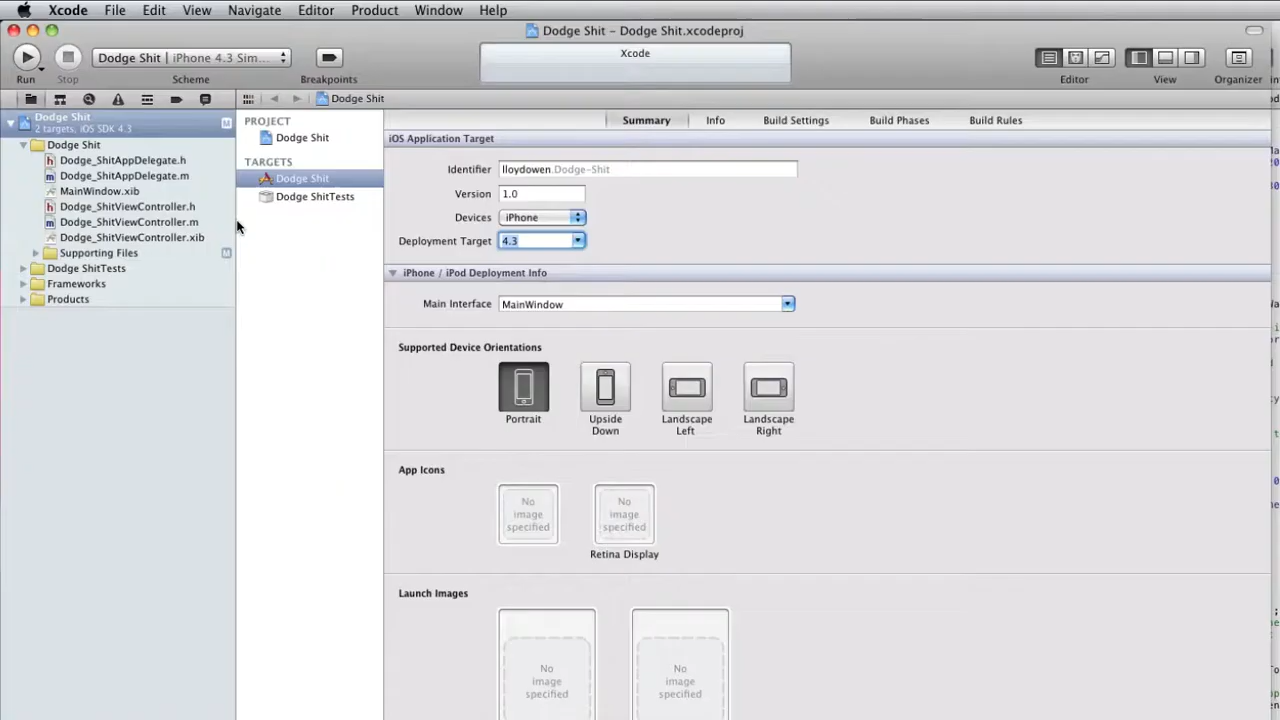 Xcode File Edit View Navigate Editor Product Window Help
Dodge Shit – Dodge Shit.xcodeproj
Dodge Shit | iPhone 4.3 Sim...
Xcode
Run Stop Scheme Breakpoints Editor View Organizer
Dodge Shit
Dodge Shit
2 targets, iOS SDK 4.3
M
Dodge Shit
Dodge_ShitAppDelegate.h
Dodge_ShitAppDelegate.m
MainWindow.xib
Dodge_ShitViewController.h
Dodge_ShitViewController.m
Dodge_ShitViewController.xib
Supporting Files M
Dodge ShitTests
Frameworks
Products
PROJECT
Dodge Shit
TARGETS
Dodge Shit
Dodge ShitTests
Summary Info Build Settings Build Phases Build Rules
iOS Application Target
Identifier lloydowen.Dodge-Shit
Version 1.0
Devices iPhone
Deployment Target 4.3
iPhone / iPod Deployment Info
Main Interface MainWindow
Supported Device Orientations
Portrait
Upside Down
Landscape Left
Landscape Right
App Icons
No image specified
No image specified
Retina Display
Launch Images
No image specified
No image specified